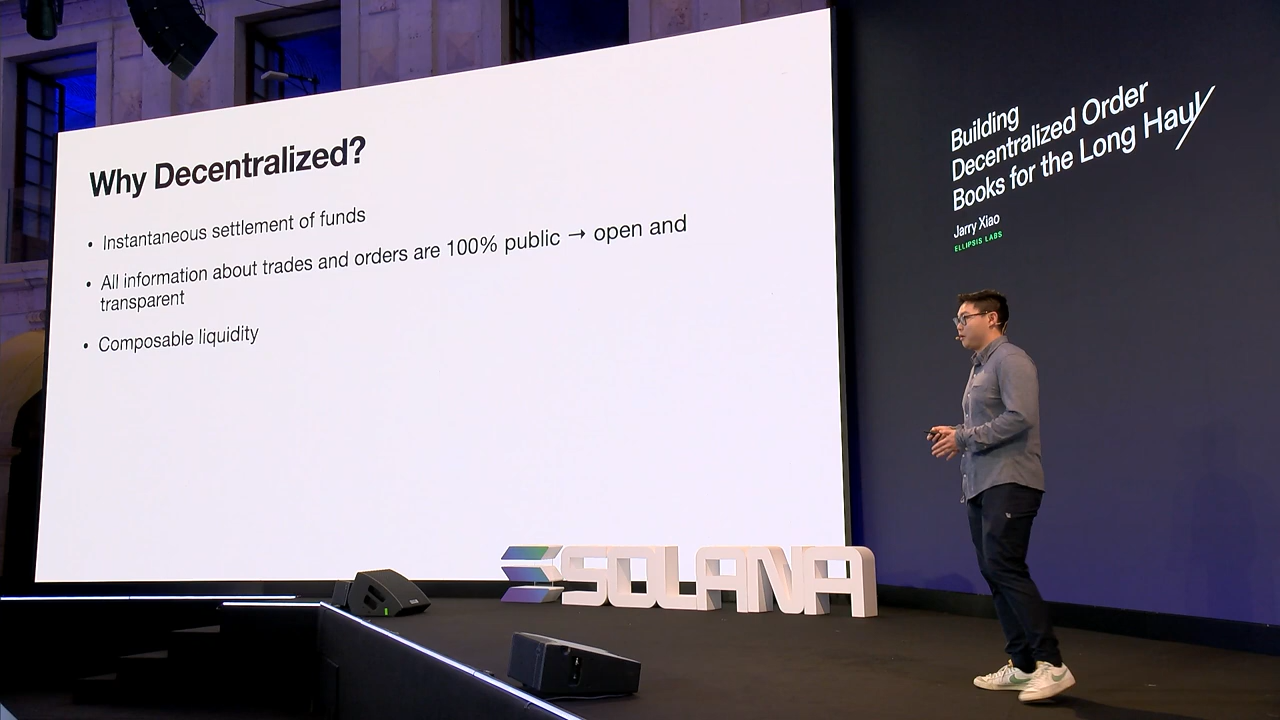 Why Decentralized?
• Instantaneous settlement of funds
• All information about trades and orders are 100% public → open and
transparent
• Composable liquidity
Building
Decentralized Order
Books for the Long Haul
Jarry Xiao
ELLIPSIS LABS
SOLANA